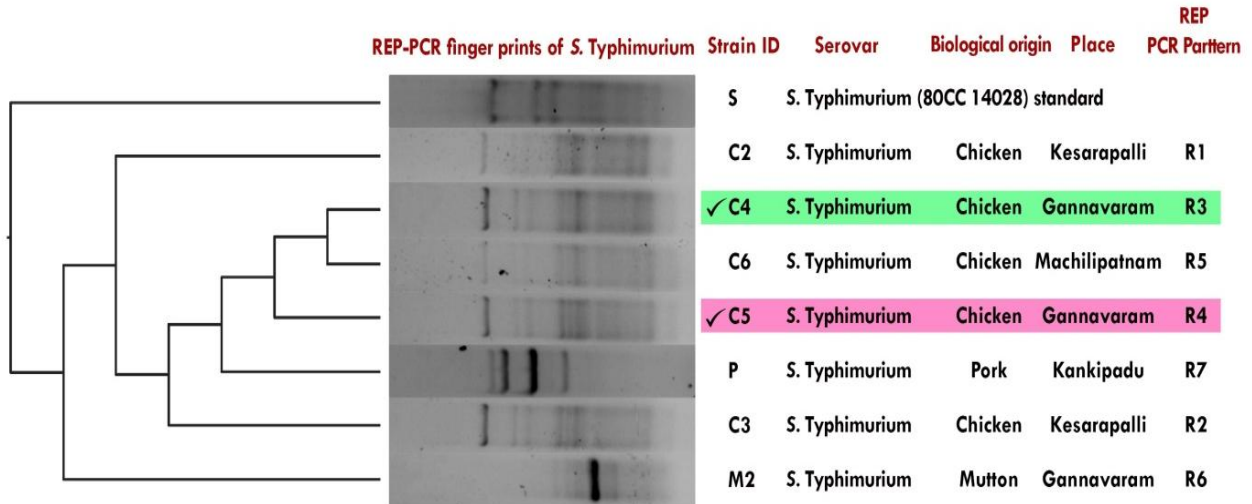 REP-PCR finger prints of S. Typhimurium Strain ID Serovar Biological origin Place REP PCR Parttern
S S. Typhimurium (80CC 14028) standard
C2 S. Typhimurium Chicken Kesarapalli R1
✓ C4 S. Typhimurium Chicken Gannavaram R3
C6 S. Typhimurium Chicken Machilipatnam R5
✓ C5 S. Typhimurium Chicken Gannavaram R4
P S. Typhimurium Pork Kankipadu R7
C3 S. Typhimurium Chicken Kesarapalli R2
M2 S. Typhimurium Mutton Gannavaram R6